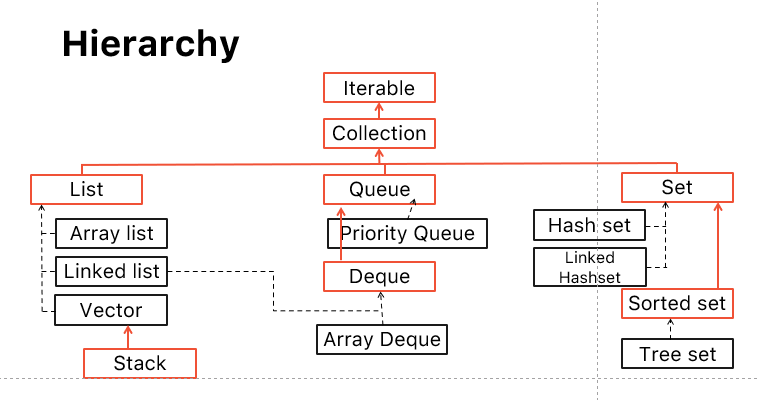 Hierarchy
Iterable
Collection
List
Queue
Set
Array list
Priority Queue
Hash set
Linked list
Deque
Linked
Hashset
Vector
Sorted set
Array Deque
Tree set
Stack